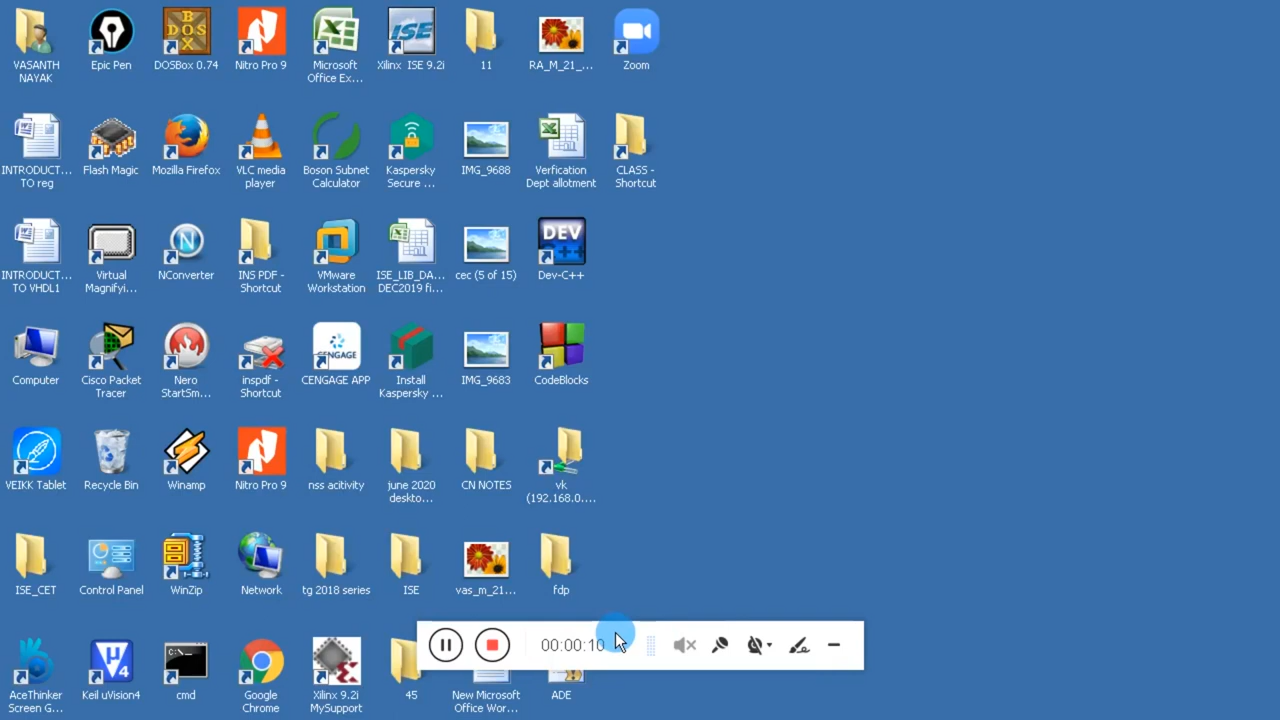 VASANTH
NAYAK
Epic Pen
DOSBox 0.74
Nitro Pro 9
Microsoft
Office Ex...
Xilinx ISE 9.2i
11
RA_M_21_...
Zoom
INTRODUCT...
TO reg
Flash Magic
Mozilla Firefox
VLC media
player
Boson Subnet
Calculator
Kaspersky
Secure ...
IMG_9688
Verfication
Dept allotment
CLASS -
Shortcut
INTRODUCT...
TO VHDL1
Virtual
Magnifyi...
NConverter
INS PDF -
Shortcut
VMware
Workstation
ISE_LIB_DA...
DEC2019 fi...
cec (5 of 15)
DEV
C++
Dev-C++
Computer
Cisco Packet
Tracer
Nero
StartSm...
inspdf -
Shortcut
CENGAGE
CENGAGE APP
Install
Kaspersky ...
IMG_9683
CodeBlocks
VEIKK Tablet
Recycle Bin
Winamp
Nitro Pro 9
nss acitivity
june 2020
deskto...
CN NOTES
vk
(192.168.0....
ISE_CET
Control Panel
WinZip
Network
tg 2018 series
ISE
vas_m_21...
fdp
00:00:10
AceThinker
Screen G...
Keil uVision4
cmd
Google
Chrome
Xilinx 9.2i
MySupport
45
New Microsoft
Office Wor...
ADE